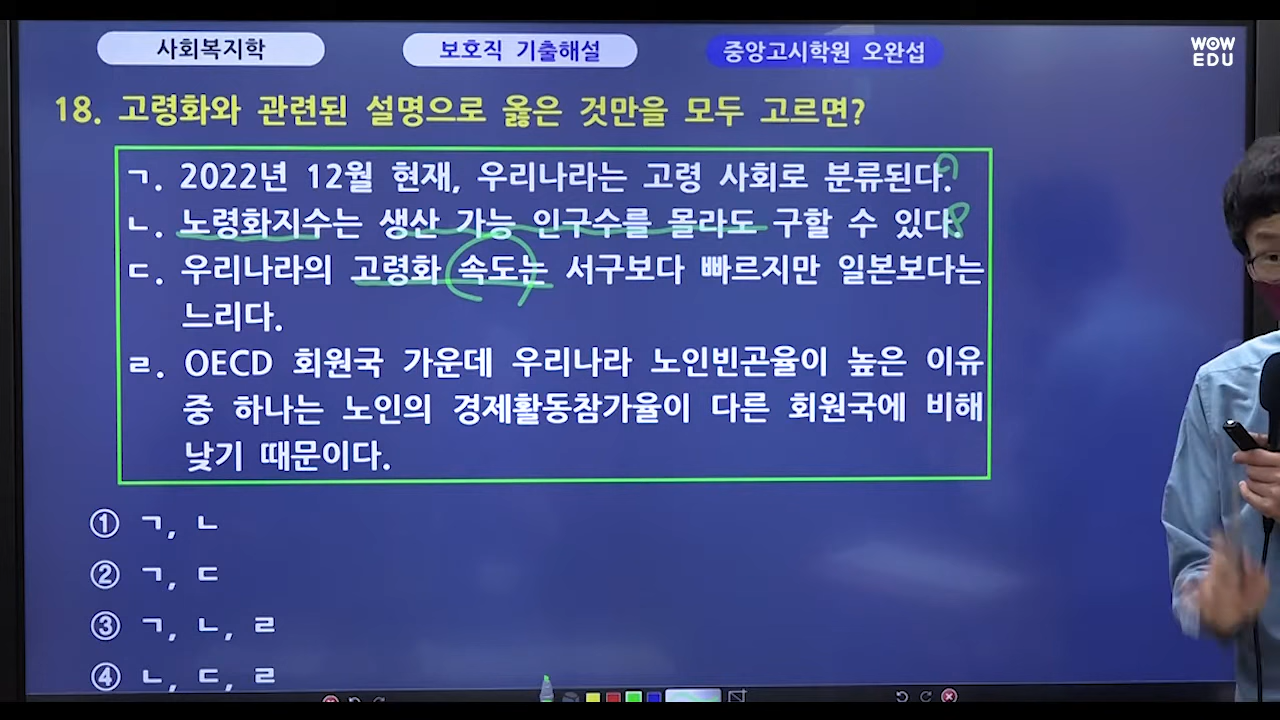 사회복지학
보호직 기출해설
중앙고시학원 오완섭
WOW
EDU
18. 고령화와 관련된 설명으로 옳은 것만을 모두 고르면?
ㄱ. 2022년 12월 현재, 우리나라는 고령 사회로 분류된다.
ㄴ. 노령화지수는 생산 가능 인구수를 몰라도 구할 수 있다.
ㄷ. 우리나라의 고령화 속도는 서구보다 빠르지만 일본보다는
느리다.
ㄹ. OECD 회원국 가운데 우리나라 노인빈곤율이 높은 이유
중 하나는 노인의 경제활동참가율이 다른 회원국에 비해
낮기 때문이다.
① ㄱ, ㄴ
② ㄱ, ㄷ
③ ㄱ, ㄴ, ㄹ
④ ㄴ, ㄷ, ㄹ